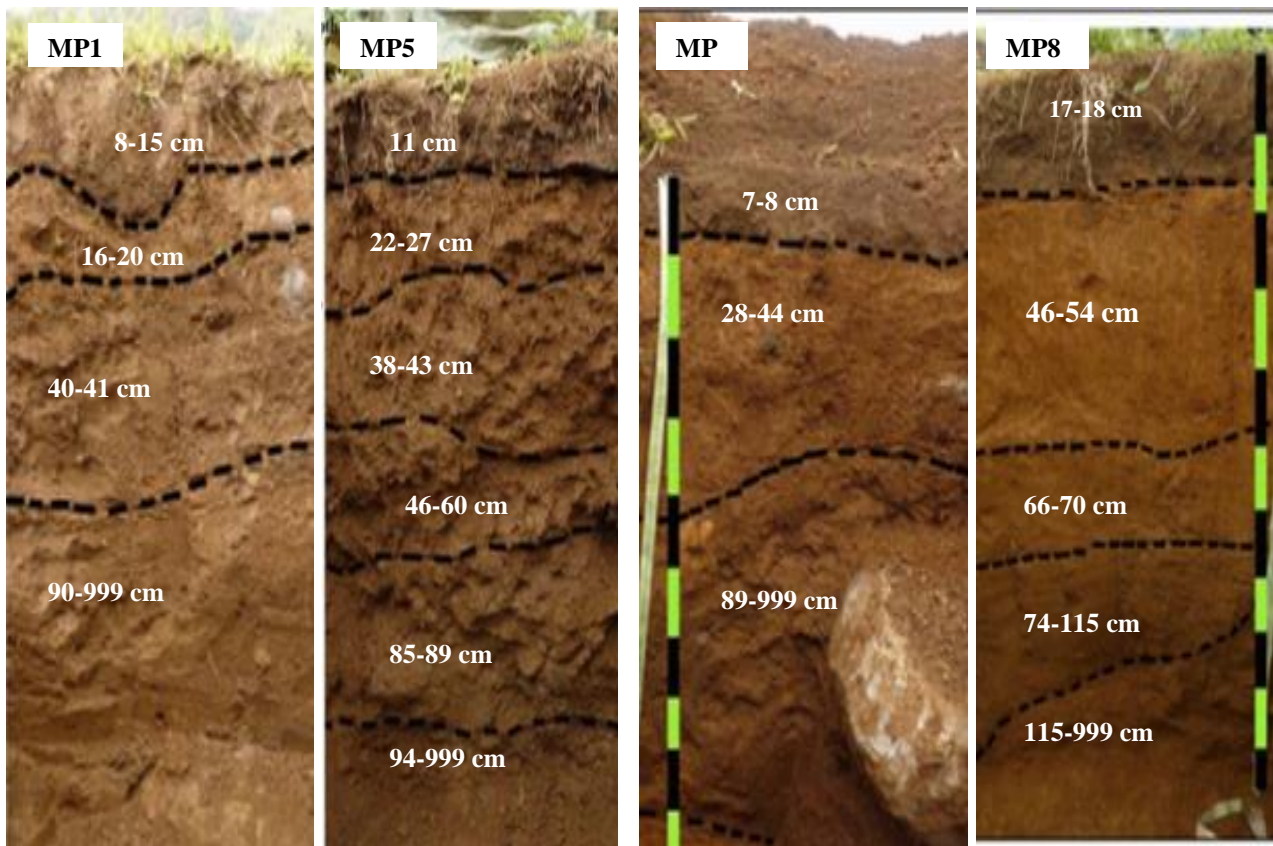 MP1
8-15 cm
16-20 cm
40-41 cm
90-999 cm
MP5
11 cm
22-27 cm
38-43 cm
46-60 cm
85-89 cm
94-999 cm
MP
7-8 cm
28-44 cm
89-999 cm
MP8
17-18 cm
46-54 cm
66-70 cm
74-115 cm
115-999 cm